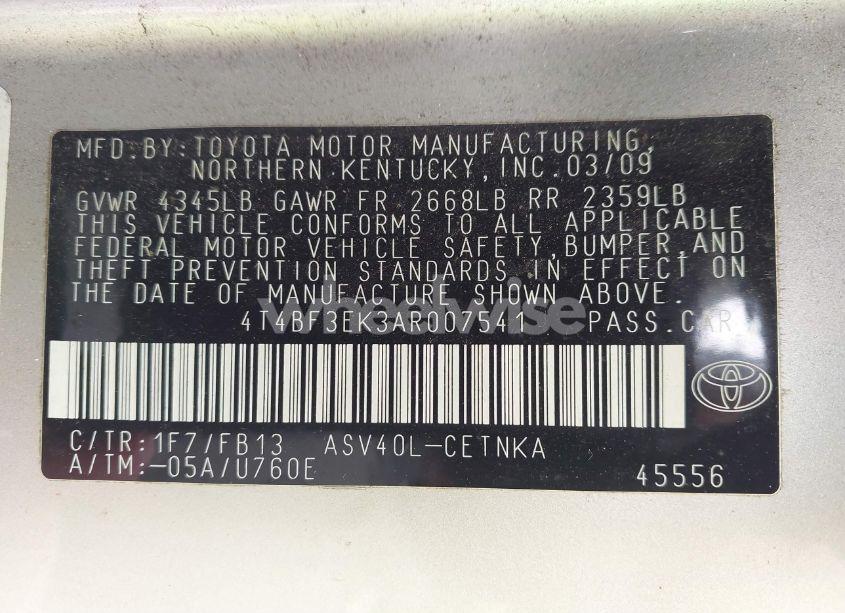 MFD.BY:TOYOTA MOTOR MANUFACTURING,
NORTHERN KENTUCKY,INC.03/09
GVWR 4345LB GAWR FR 2668LB RR 2359LB
THIS VEHICLE CONFORMS TO ALL APPLICABLE
FEDERAL MOTOR VEHICLE SAFETY,BUMPER,AND
THEFT PREVENTION STANDARDS IN EFFECT ON
THE DATE OF MANUFACTURE SHOWN ABOVE.
wheelwise
4T1BF3EK3AR007541 PASS.CAR
C/TR:1F7/FB13 ASV40L-CETNKA
A/TM:-05A/U760E 45556